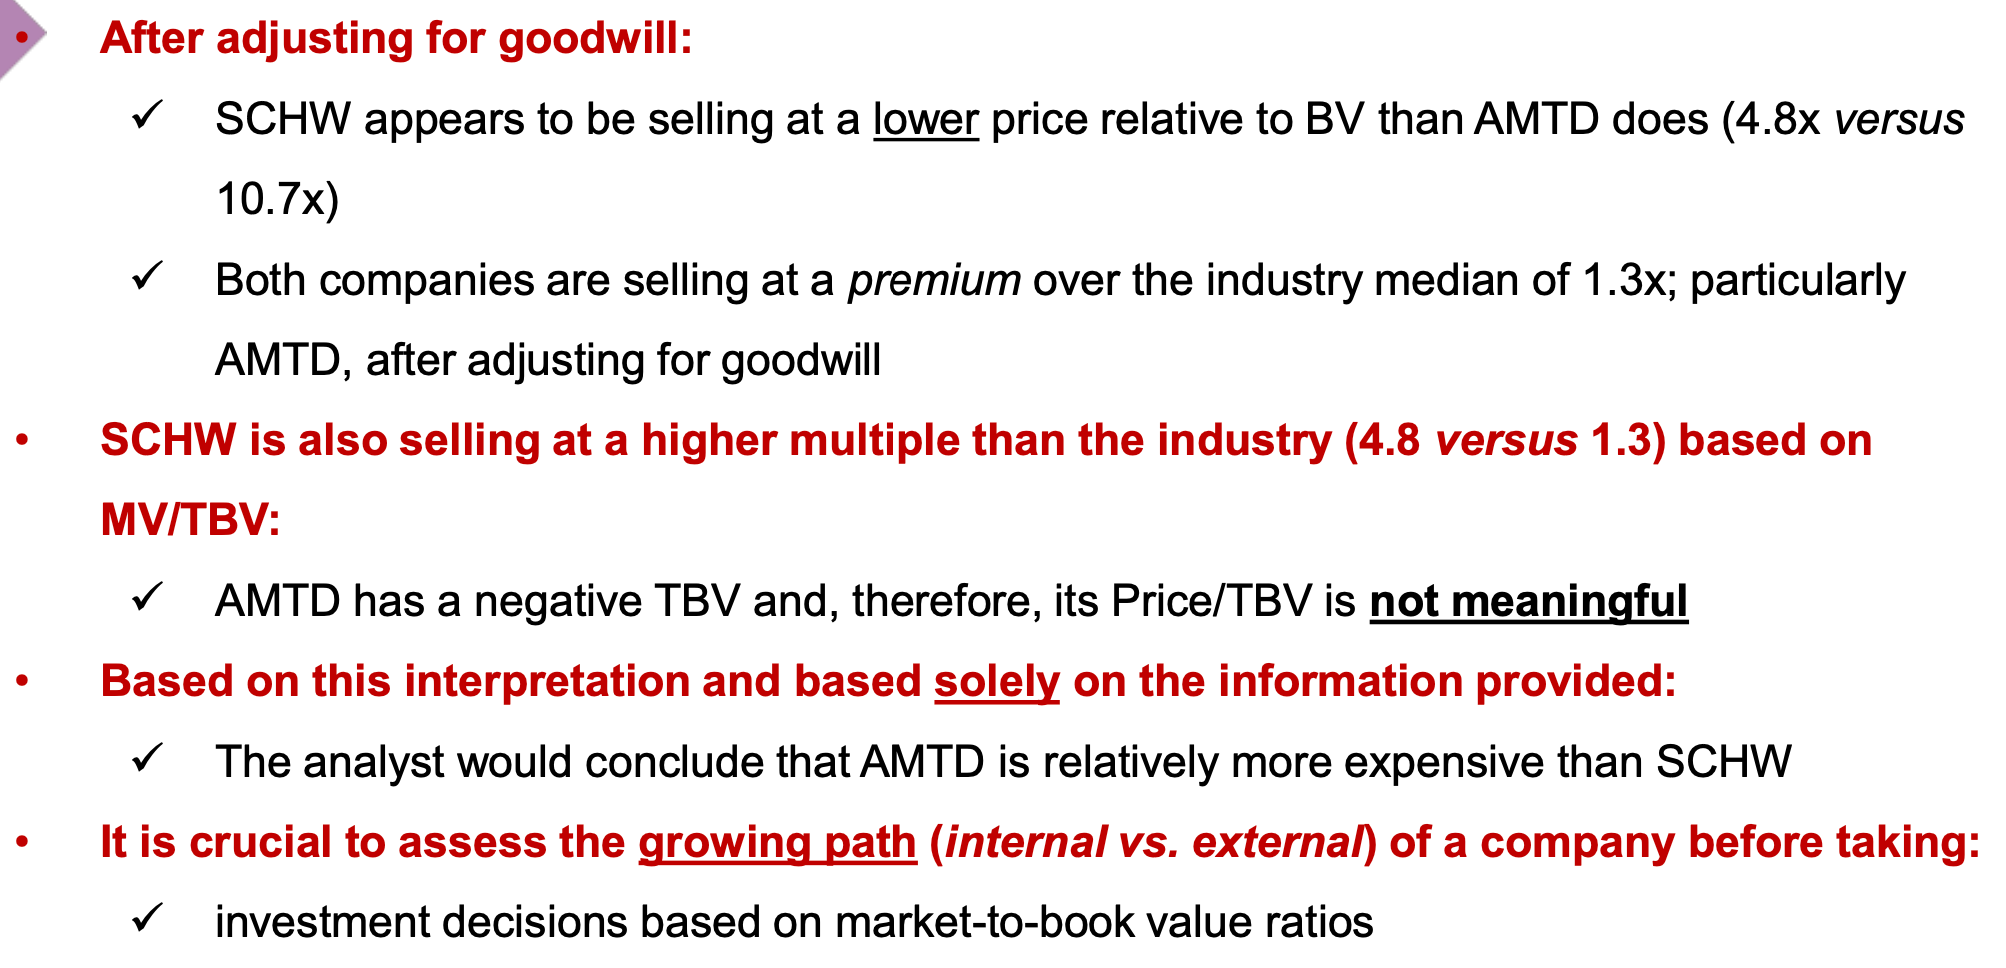 • After adjusting for goodwill:
✓ SCHW appears to be selling at a lower price relative to BV than AMTD does (4.8x versus
10.7x)
✓ Both companies are selling at a premium over the industry median of 1.3x; particularly
AMTD, after adjusting for goodwill
• SCHW is also selling at a higher multiple than the industry (4.8 versus 1.3) based on
MV/TBV:
✓ AMTD has a negative TBV and, therefore, its Price/TBV is not meaningful
• Based on this interpretation and based solely on the information provided:
✓ The analyst would conclude that AMTD is relatively more expensive than SCHW
• It is crucial to assess the growing path (internal vs. external) of a company before taking:
✓ investment decisions based on market-to-book value ratios